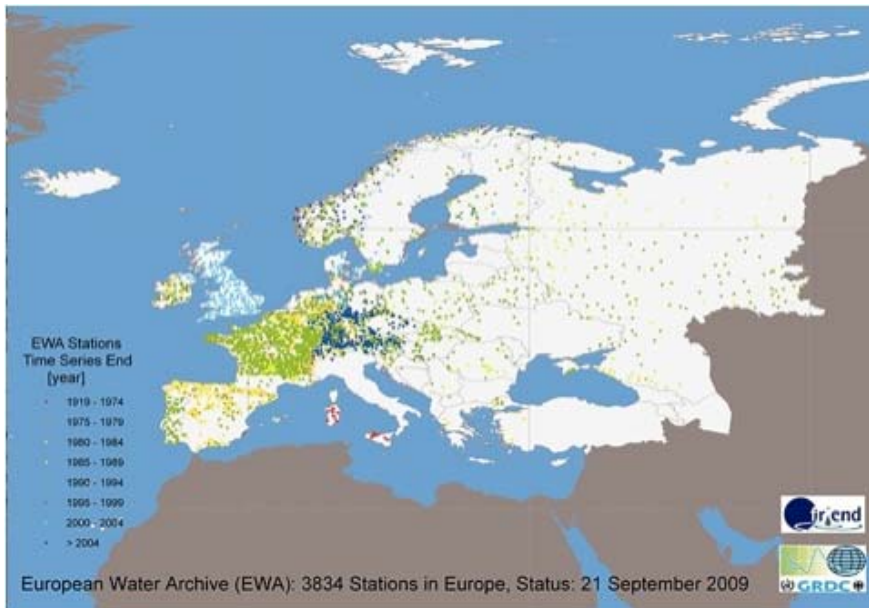 EWA Stations
Time Series End
[year]
1919 - 1974
1975 - 1979
1980 - 1984
1985 - 1989
1990 - 1994
1995 - 1999
2000 - 2004
> 2004
European Water Archive (EWA): 3834 Stations in Europe, Status: 21 September 2009
GRDC